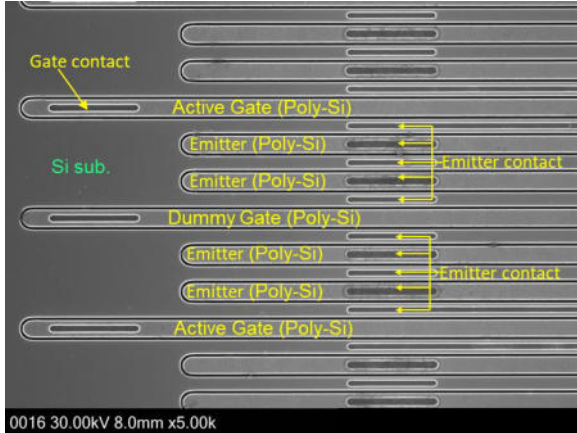 Gate contact
Active Gate (Poly-Si)
Emitter (Poly-Si)
Emitter contact
Si sub.
Emitter (Poly-Si)
Dummy Gate (Poly-Si)
Emitter (Poly-Si)
Emitter contact
Emitter (Poly-Si)
Active Gate (Poly-Si)
0016 30.00kV 8.0mm x5.00k